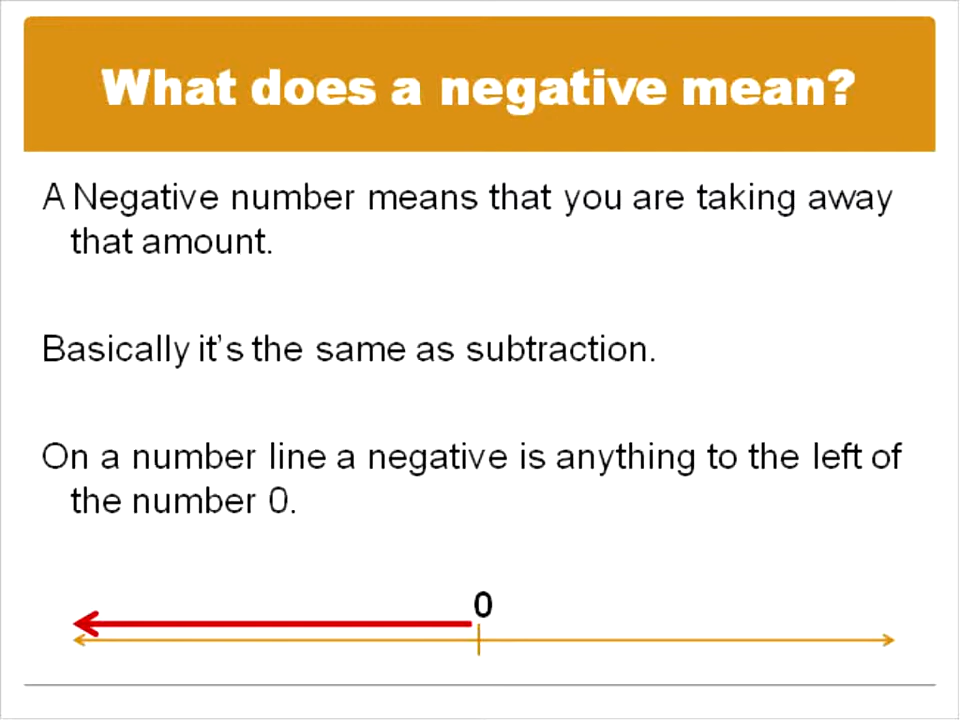 What does a negative mean?
A Negative number means that you are taking away
that amount.
Basically it's the same as subtraction.
On a number line a negative is anything to the left of
the number 0.
0